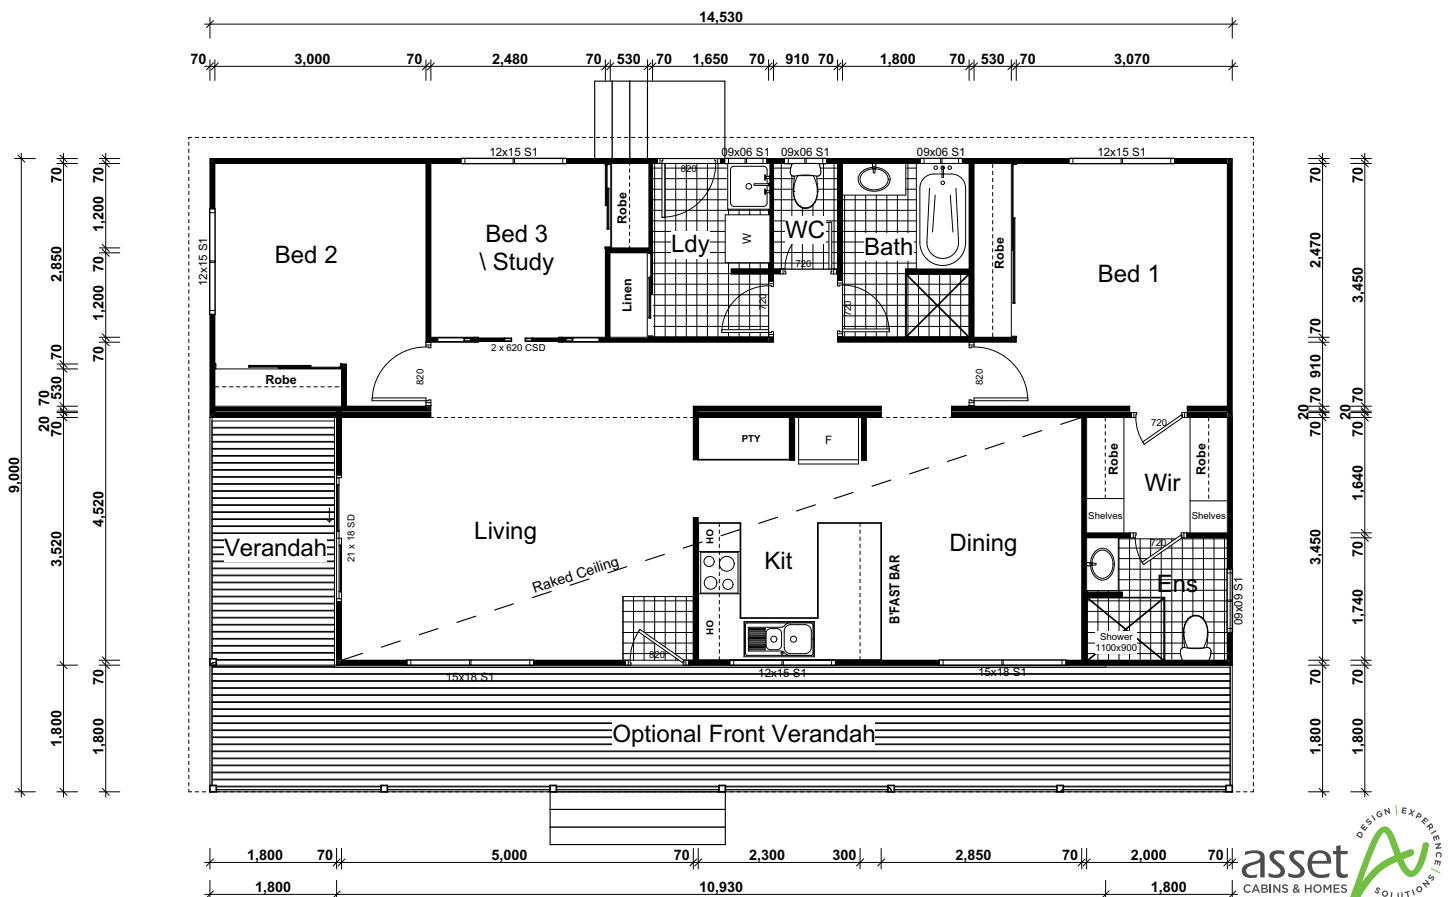 14,530
70 3,000 70 2,480 70 530 70 1,650 70 910 70 1,800 70 530 70 3,070
12x15 S1 09x06 S1 09x06 S1 09x06 S1 12x15 S1
70 1,200 70 1,200 70 4,520 70 1,800
70 2,850 70 530 70 20 70 3,520 1,800
9,000
12x15 S1
Bed 2
Bed 3
\ Study
Robe
Linen
820
Ldy
W
720
WC
720
Bath
720
Robe
Bed 1
2 x 620 CSD
Robe
820
820
PTY
F
720
Robe
Robe
Wir
Shelves
Shelves
21 x 18 SD
Verandah
Living
Raked Ceiling
HO
Kit
HO
B'FAST BAR
Dining
720
Ens
09x09 S1
Shower
1100x900
820
15x18 S1
12x15 S1
15x18 S1
Optional Front Verandah
70 2,470 70 910 70 20 70 3,450 70 1,800
70 3,450 70 20 70 1,640 70 1,740 70 1,800
1,800 70 5,000 70 2,300 300 2,850 70 2,000 70
1,800 10,930 1,800
asset
CABINS & HOMES
DESIGN | EXPERIENCE | SOLUTIONS